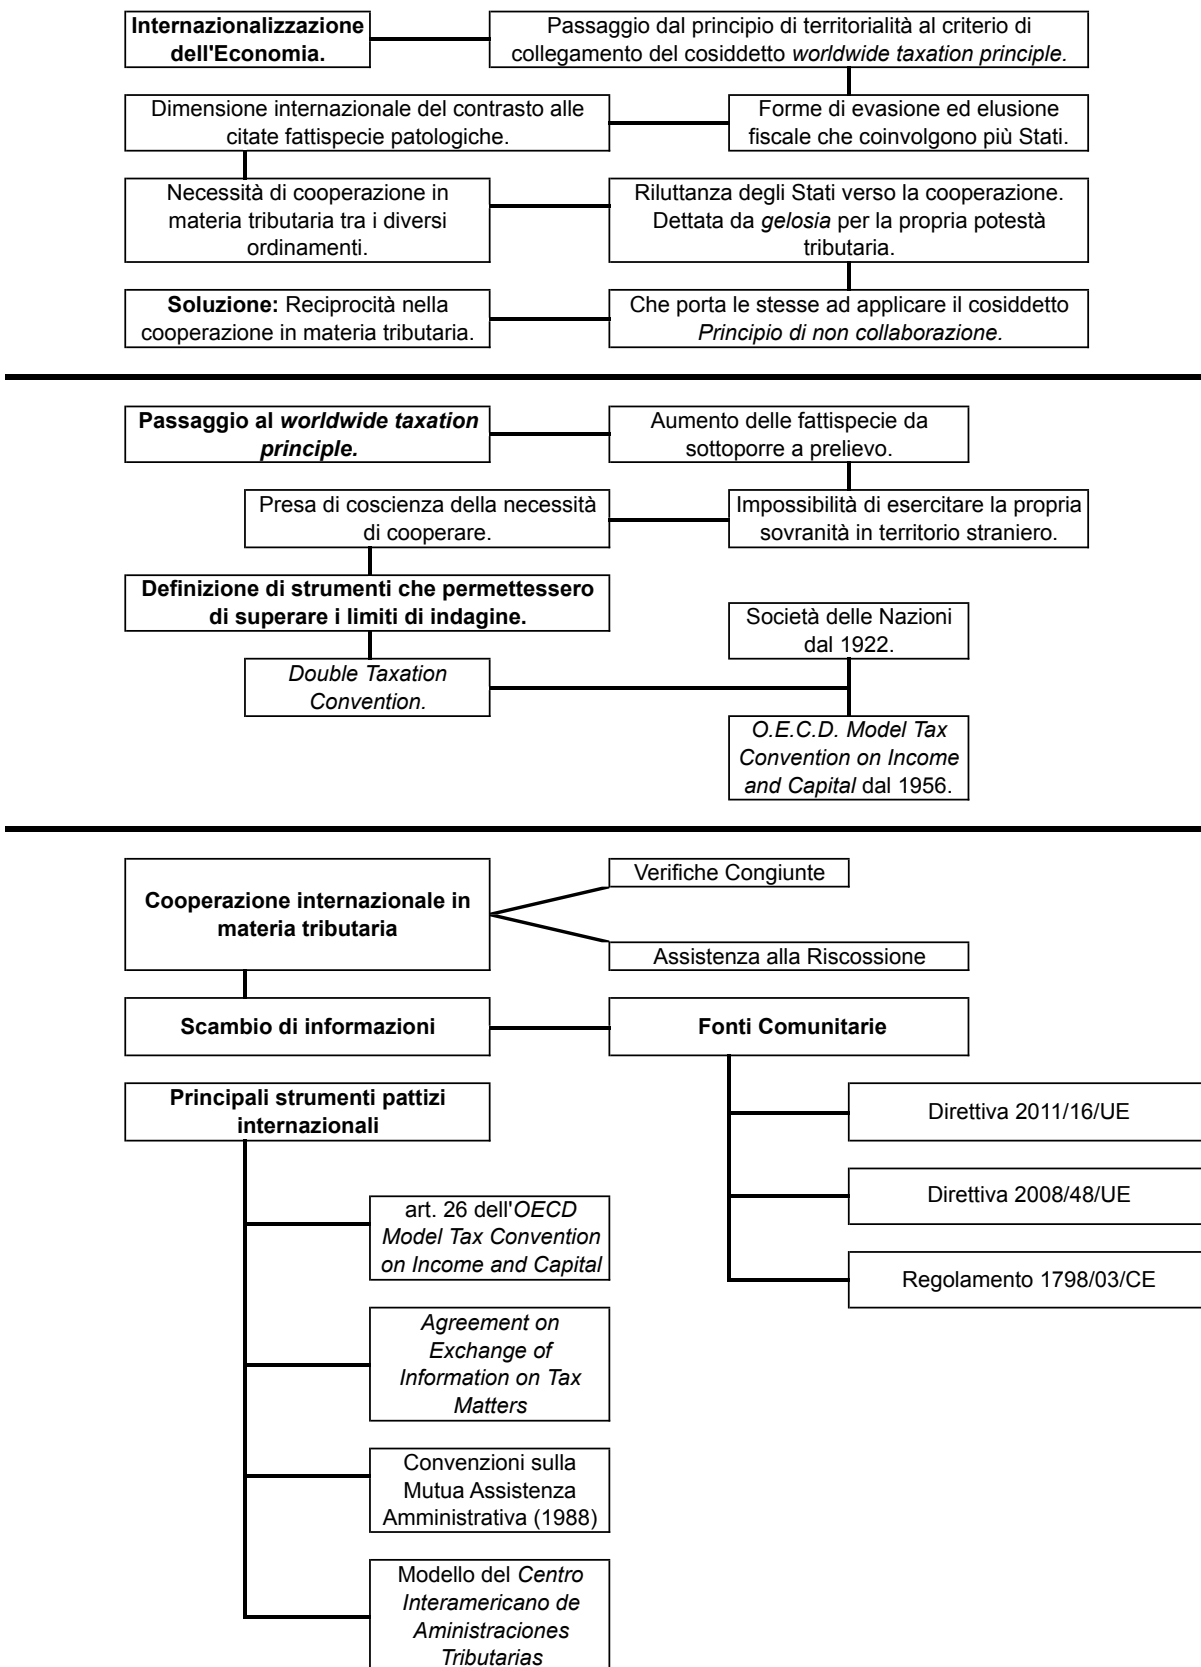 Internazionalizzazione
dell'Economia.
Passaggio dal principio di territorialità al criterio di
collegamento del cosiddetto worldwide taxation principle.
Dimensione internazionale del contrasto alle
citate fattispecie patologiche.
Forme di evasione ed elusione
fiscale che coinvolgono più Stati.
Necessità di cooperazione in
materia tributaria tra i diversi
ordinamenti.
Riluttanza degli Stati verso la cooperazione.
Dettata da gelosia per la propria potestà
tributaria.
Soluzione: Reciprocità nella
cooperazione in materia tributaria.
Che porta le stesse ad applicare il cosiddetto
Principio di non collaborazione.
Passaggio al worldwide taxation
principle.
Aumento delle fattispecie da
sottoporre a prelievo.
Presa di coscienza della necessità
di cooperare.
Impossibilità di esercitare la propria
sovranità in territorio straniero.
Definizione di strumenti che permettessero
di superare i limiti di indagine.
Società delle Nazioni
dal 1922.
Double Taxation
Convention.
O.E.C.D. Model Tax
Convention on Income
and Capital dal 1956.
Cooperazione internazionale in
materia tributaria
Verifiche Congiunte
Assistenza alla Riscossione
Scambio di informazioni
Fonti Comunitarie
Principali strumenti pattizi
internazionali
Direttiva 2011/16/UE
Direttiva 2008/48/UE
Regolamento 1798/03/CE
art. 26 dell'OECD
Model Tax Convention
on Income and Capital
Agreement on
Exchange of
Information on Tax
Matters
Convenzioni sulla
Mutua Assistenza
Amministrativa (1988)
Modello del Centro
Interamericano de
Aministraciones
Tributarias